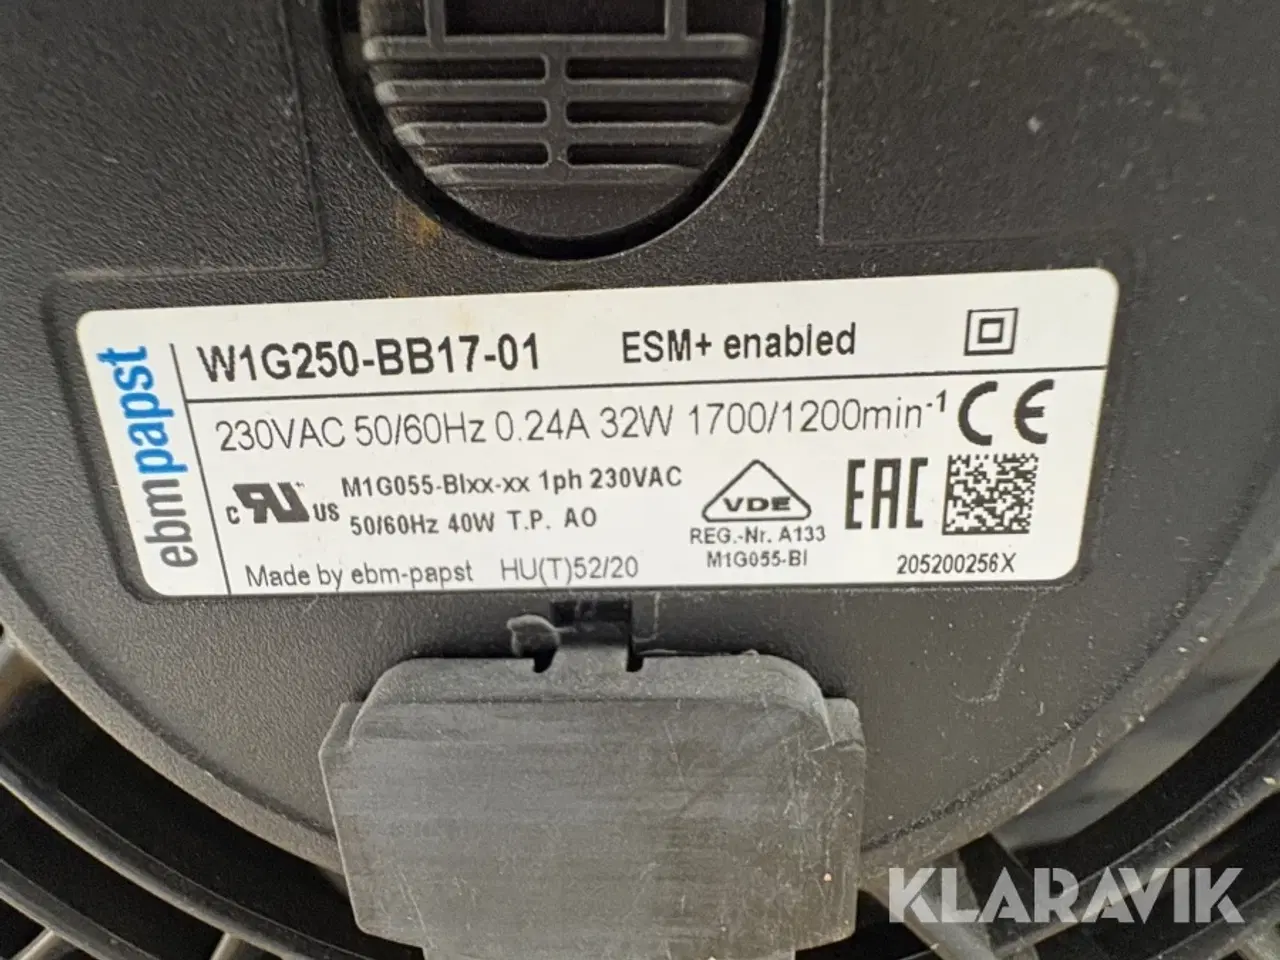 ebmpapst
W1G250-BB17-01 ESM+ enabled
230VAC 50/60Hz 0.24A 32W 1700/1200min-1 CE
c RU US M1G055-BIxx-xx 1ph 230VAC
50/60Hz 40W T.P. AO
VDE
REG.-Nr. A133
M1G055-BI
EAC
205200256X
Made by ebm-papst HU(T)52/20
KLARAVIK